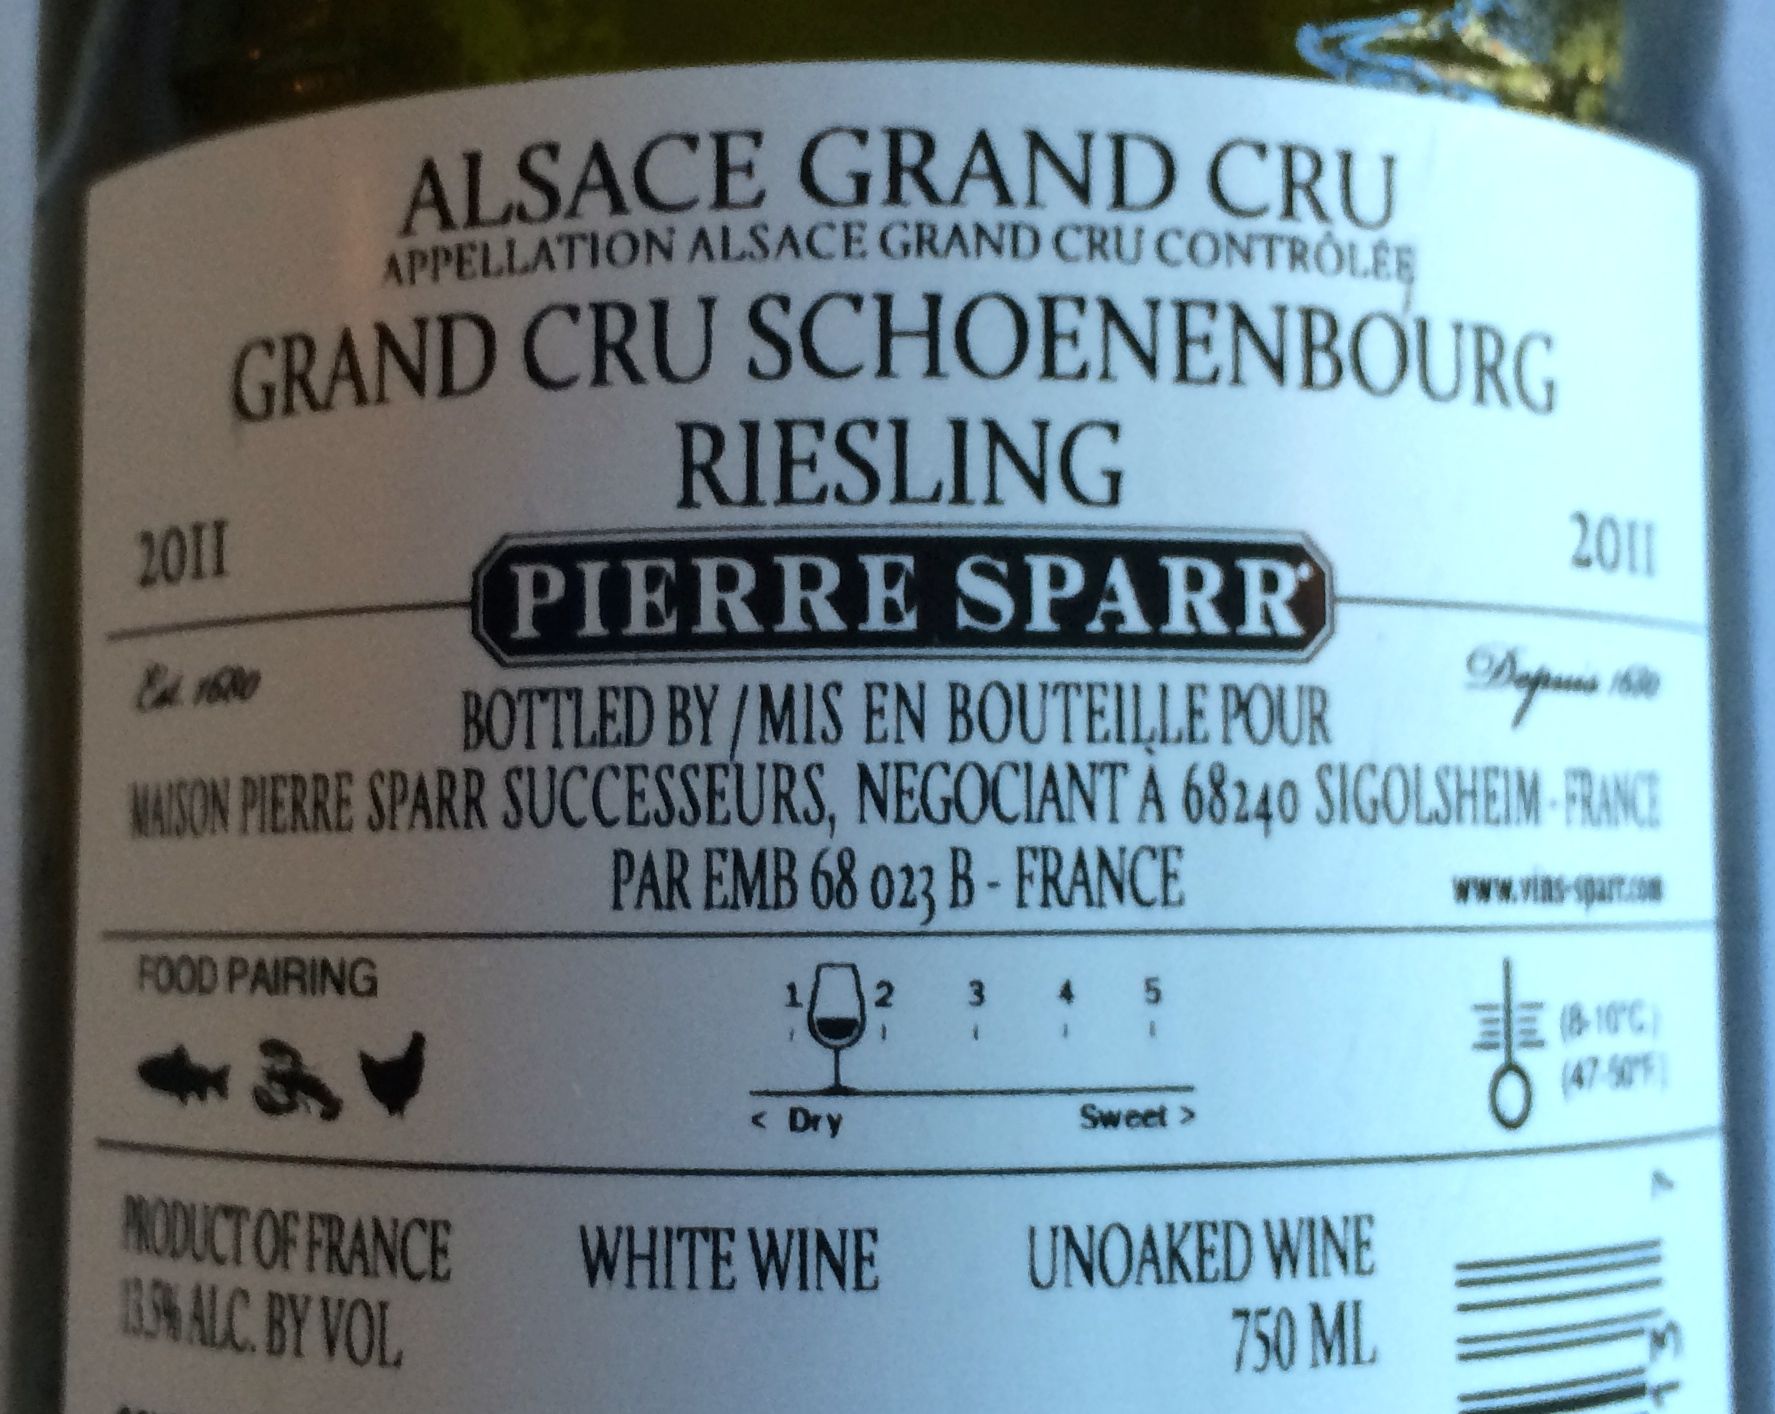 ALSACE GRAND CRU
APPELLATION ALSACE GRAND CRU CONTRÔLÉE
GRAND CRU SCHOENENBOURG
RIESLING
2011 2011
PIERRE SPARR
Est. 1680 Depuis 1680
BOTTLED BY / MIS EN BOUTEILLE POUR
MAISON PIERRE SPARR SUCCESSEURS, NEGOCIANT À 68240 SIGOLSHEIM - FRANCE
PAR EMB 68 023 B - FRANCE
www.vins-sparr.com
FOOD PAIRING
1 2 3 4 5
< Dry Sweet >
(8-10°C)
(47-50°F)
PRODUCT OF FRANCE WHITE WINE UNOAKED WINE
13.5% ALC. BY VOL 750 ML
7